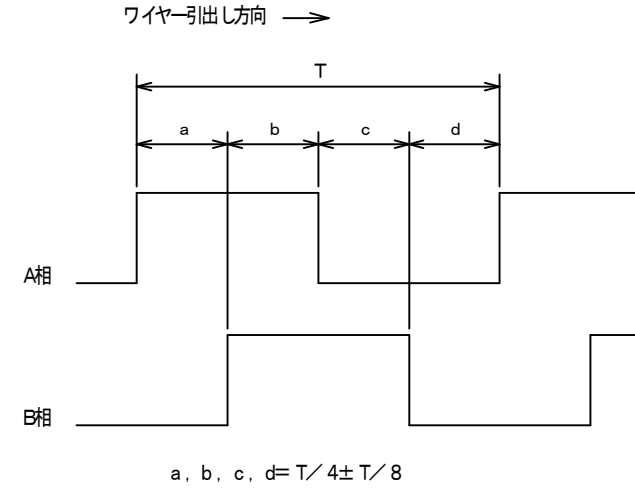 ワイヤー引出し方向
T
a b c d
A相
B相
a, b, c, d= T/4±T/8